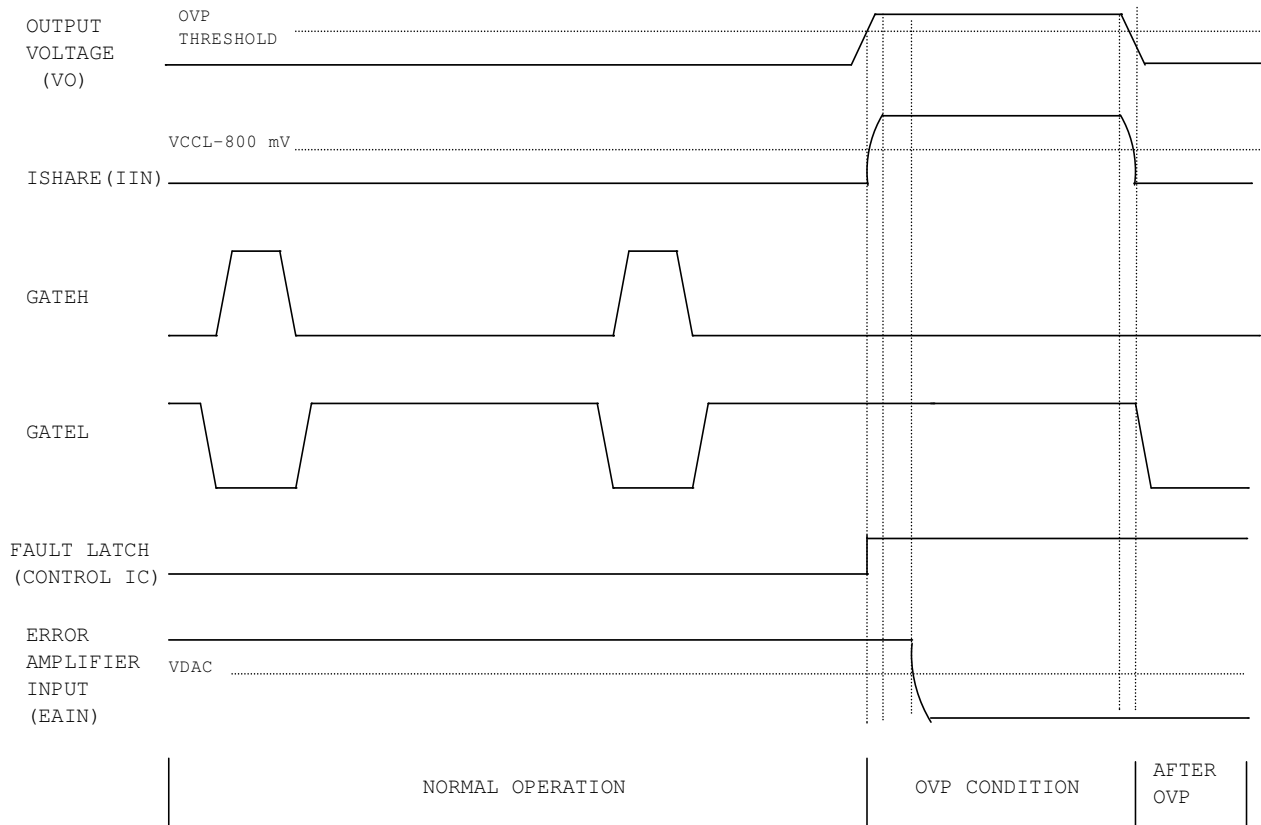 OUTPUT
VOLTAGE
(VO)
OVP
THRESHOLD
VCCL-800 mV
ISHARE(IIN)
GATEH
GATEL
FAULT LATCH
(CONTROL IC)
ERROR
AMPLIFIER
INPUT
(EAIN)
VDAC
NORMAL OPERATION
OVP CONDITION
AFTER
OVP